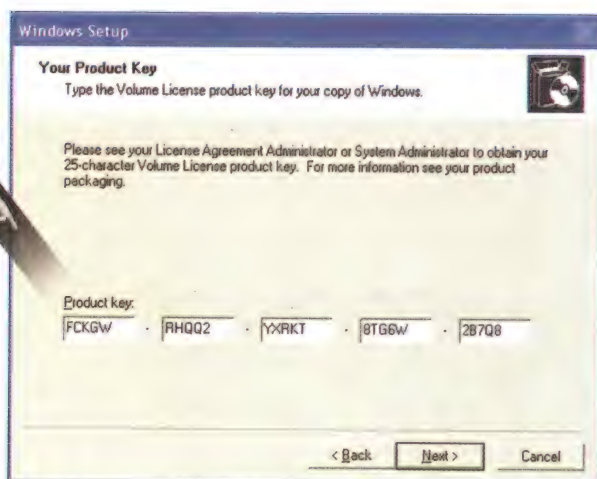 Windows Setup
Your Product Key
Type the Volume License product key for your copy of Windows.
Please see your License Agreement Administrator or System Administrator to obtain your
25-character Volume License product key. For more information see your product
packaging.
Product key:
FCKGW - RHQQ2 - YXRKT - 8TG6W - 2B7Q8
< Back Next > Cancel